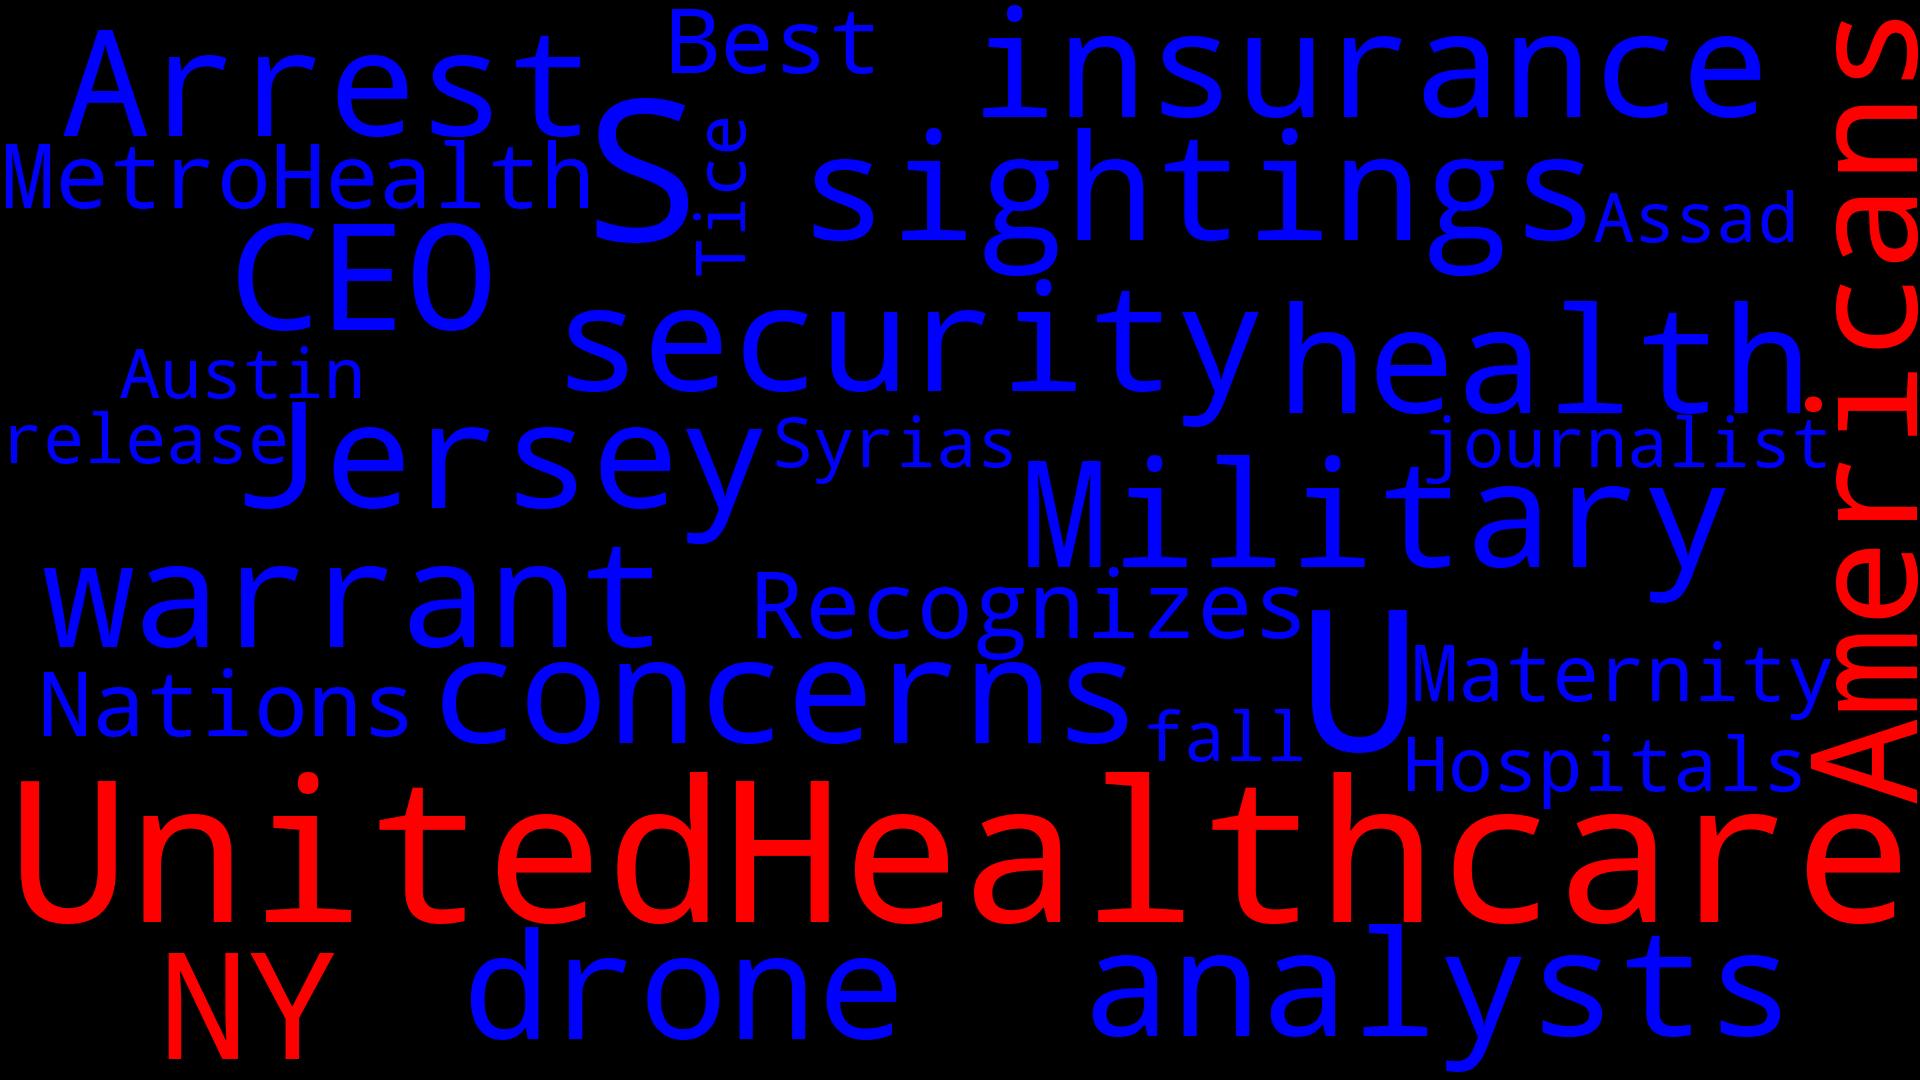 Best
insurance
Arrest
S
Tice
sightings
Americans
MetroHealth
Assad
CEO
security
health
Austin
release
Jersey
Syrias
journalist
Military
warrant
Recognizes
U
Maternity
Nations
concerns
fall
Hospitals
UnitedHealthcare
NY
drone
analysts